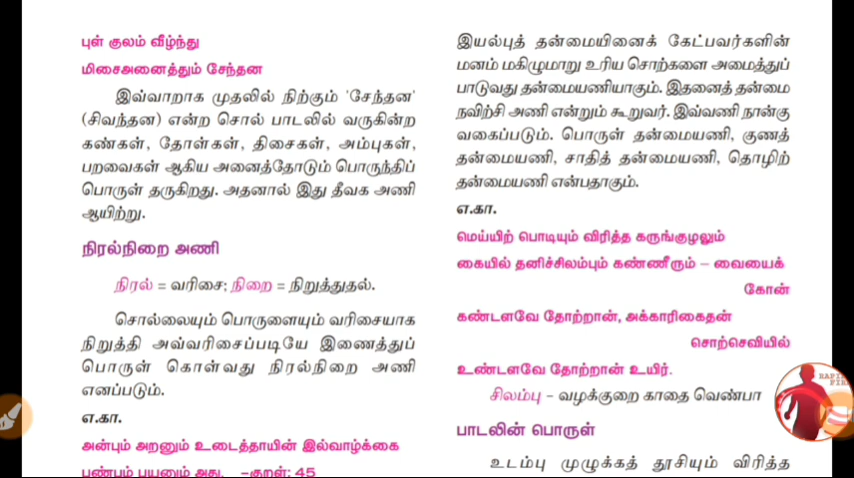 புள் குலம் வீழ்ந்து
மிசைஅனைத்தும் சேந்தன
இவ்வாறாக முதலில் நிற்கும் 'சேந்தன'
(சிவந்தன) என்ற சொல் பாடலில் வருகின்ற
கண்கள், தோள்கள், திசைகள், அம்புகள்,
பறவைகள் ஆகிய அனைத்தோடும் பொருந்திப்
பொருள் தருகிறது. அதனால் இது தீவக அணி
ஆயிற்று.
நிரல்நிறை அணி
நிரல் = வரிசை; நிறை = நிறுத்துதல்.
சொல்லையும் பொருளையும் வரிசையாக
நிறுத்தி அவ்வரிசைப்படியே இணைத்துப்
பொருள் கொள்வது நிரல்நிறை அணி
எனப்படும்.
எ.கா.
அன்பும் அறனும் உடைத்தாயின் இல்வாழ்க்கை
பண்பும் பயனும் அது. –குறள்: 45
இயல்புத் தன்மையினைக் கேட்பவர்களின்
மனம் மகிழுமாறு உரிய சொற்களை அமைத்துப்
பாடுவது தன்மையணியாகும். இதனைத் தன்மை
நவிற்சி அணி என்றும் கூறுவர். இவ்வணி நான்கு
வகைப்படும். பொருள் தன்மையணி, குணத்
தன்மையணி, சாதித் தன்மையணி, தொழிற்
தன்மையணி என்பதாகும்.
எ.கா.
மெய்யிற் பொடியும் விரித்த கருங்குழலும்
கையில் தனிச்சிலம்பும் கண்ணீரும் – வையைக்
கோன்
கண்டளவே தோற்றான், அக்காரிகைதன்
சொற்செவியில்
உண்டளவே தோற்றான் உயிர்.
சிலம்பு - வழக்குறை காதை வெண்பா
பாடலின் பொருள்
உடம்பு முழுக்கத் தூசியும் விரித்த